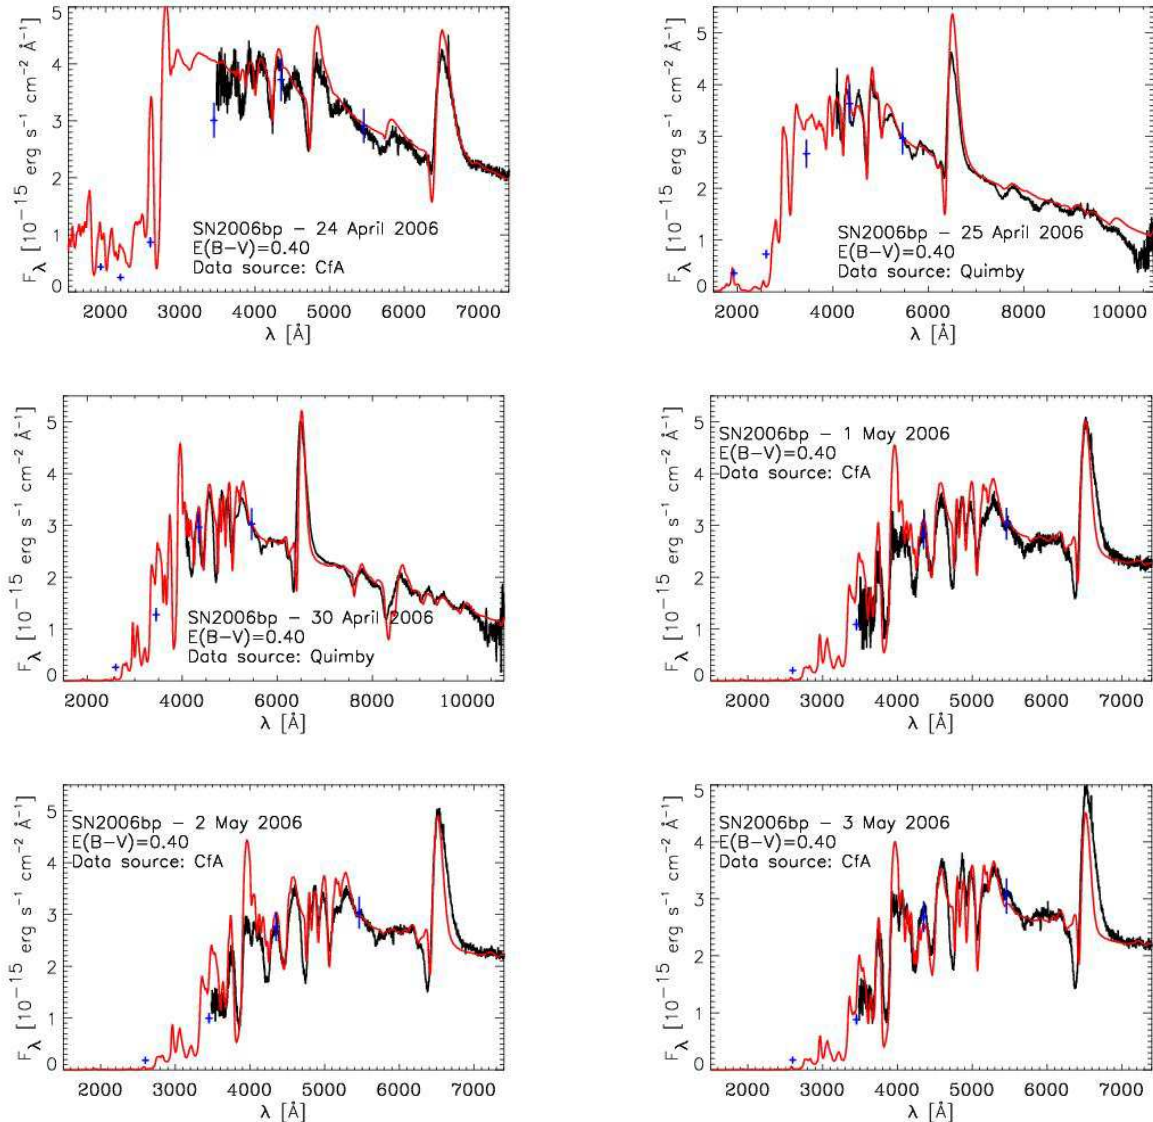 5
4
3
2
1
0
F λ [10−15 erg s−1 cm−2 Å−1]
SN2006bp − 24 April 2006
E(B−V)=0.40
Data source: CfA
2000 3000 4000 5000 6000 7000
λ [Å]
5
4
3
2
1
0
F λ [10−15 erg s−1 cm−2 Å−1]
SN2006bp − 25 April 2006
E(B−V)=0.40
Data source: Quimby
2000 4000 6000 8000 10000
λ [Å]
5
4
3
2
1
0
F λ [10−15 erg s−1 cm−2 Å−1]
SN2006bp − 30 April 2006
E(B−V)=0.40
Data source: Quimby
2000 4000 6000 8000 10000
λ [Å]
5
4
3
2
1
0
F λ [10−15 erg s−1 cm−2 Å−1]
SN2006bp − 1 May 2006
E(B−V)=0.40
Data source: CfA
2000 3000 4000 5000 6000 7000
λ [Å]
5
4
3
2
1
0
F λ [10−15 erg s−1 cm−2 Å−1]
SN2006bp − 2 May 2006
E(B−V)=0.40
Data source: CfA
2000 3000 4000 5000 6000 7000
λ [Å]
5
4
3
2
1
0
F λ [10−15 erg s−1 cm−2 Å−1]
SN2006bp − 3 May 2006
E(B−V)=0.40
Data source: CfA
2000 3000 4000 5000 6000 7000
λ [Å]